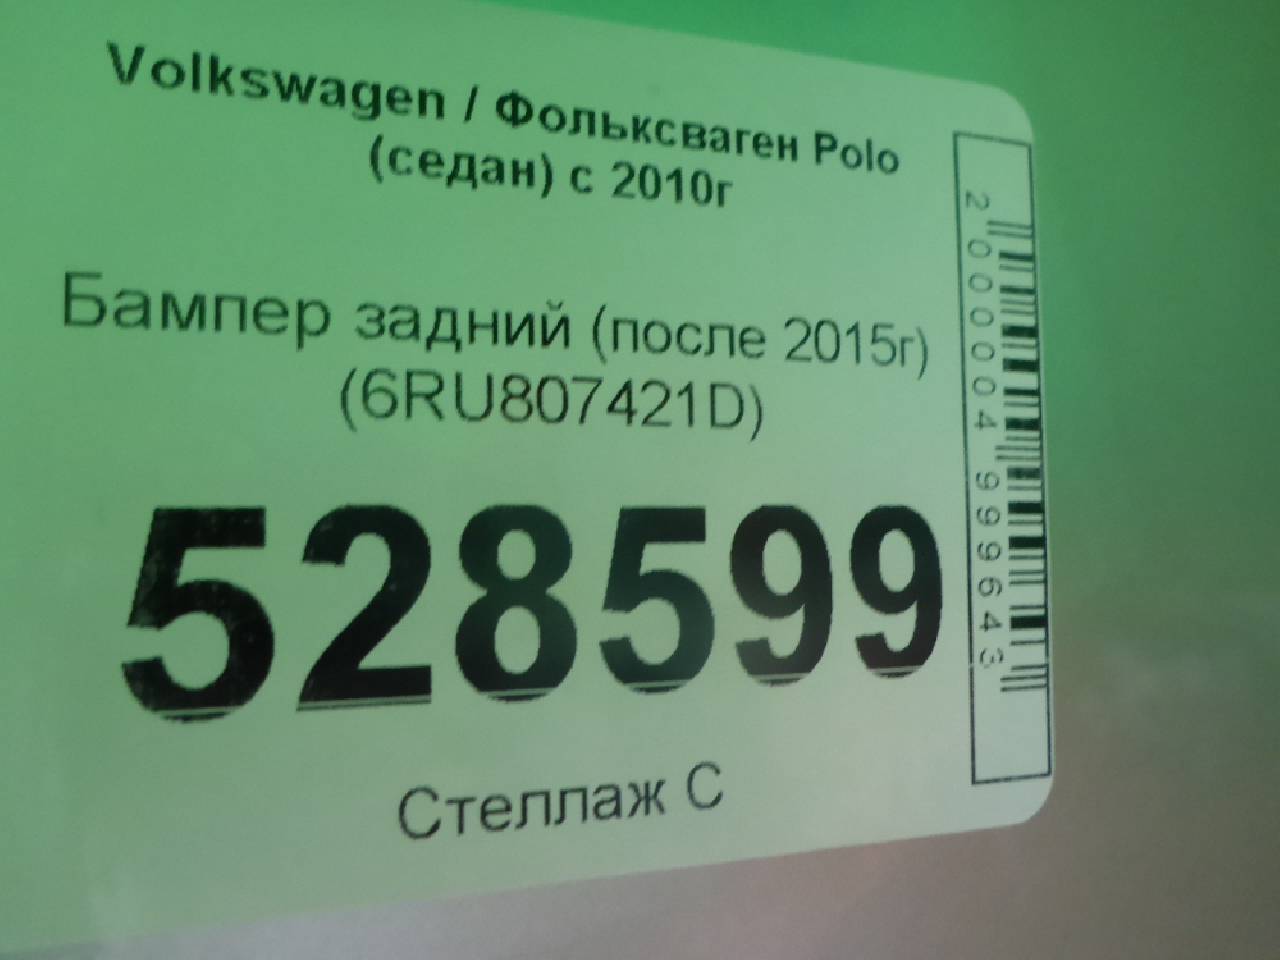 Volkswagen / Фольксваген Polo
(седан) с 2010г
Бампер задний (после 2015г)
(6RU807421D)
528599
Стеллаж С
2000004999643